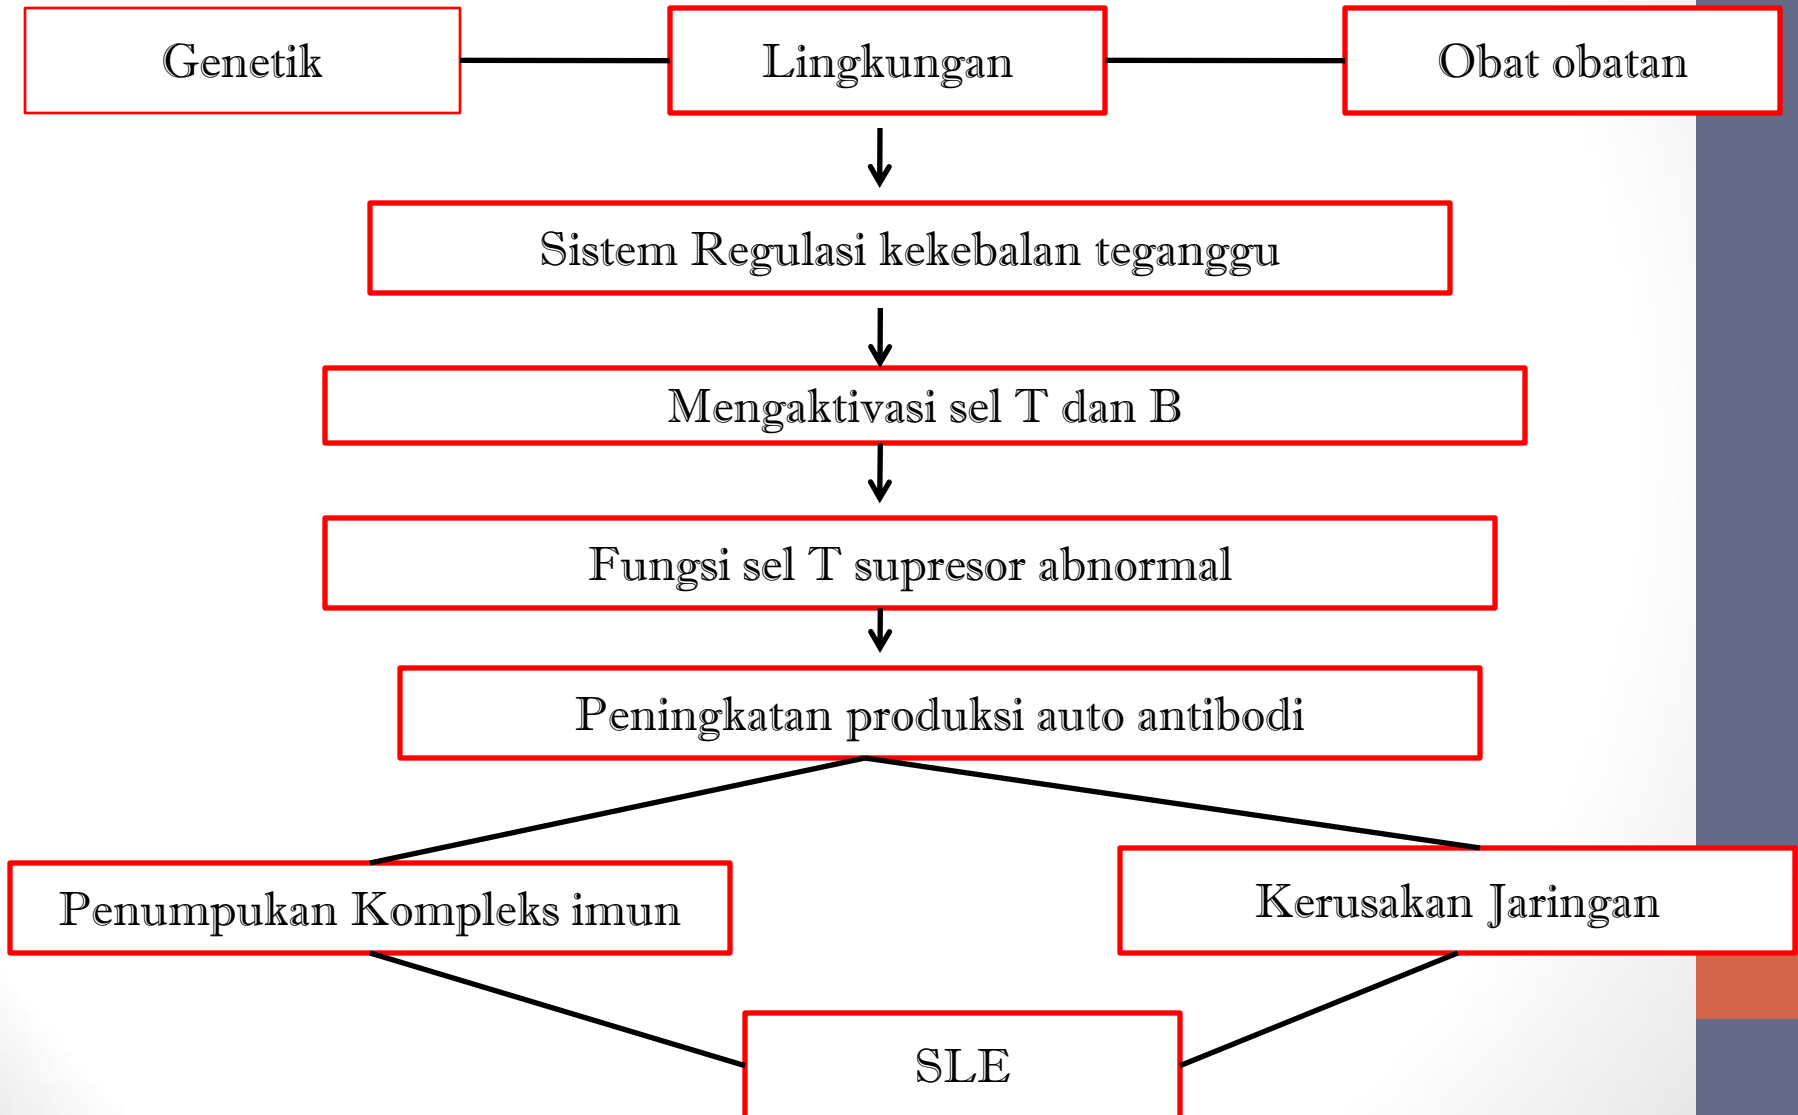 Genetik
Lingkungan
Obat obatan
Sistem Regulasi kekebalan teganggu
Mengaktivasi sel T dan B
Fungsi sel T supresor abnormal
Peningkatan produksi auto antibodi
Penumpukan Kompleks imun
Kerusakan Jaringan
SLE